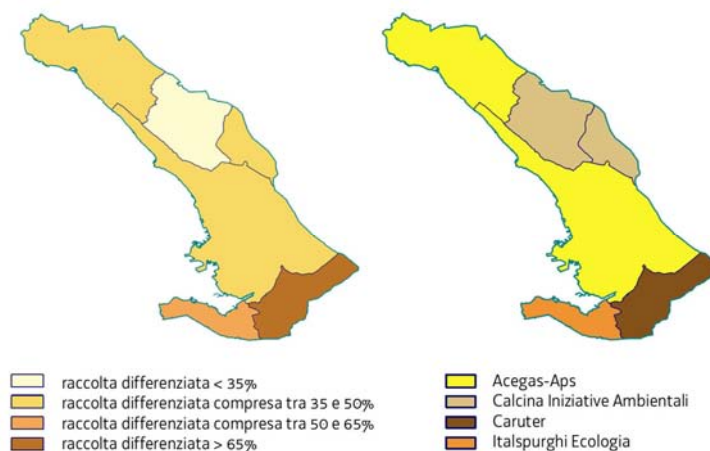 raccolta differenziata < 35%
raccolta differenziata compresa tra 35 e 50%
raccolta differenziata compresa tra 50 e 65%
raccolta differenziata > 65%
Acegas-Aps
Calcina Iniziative Ambientali
Caruter
Italspurghi Ecologia